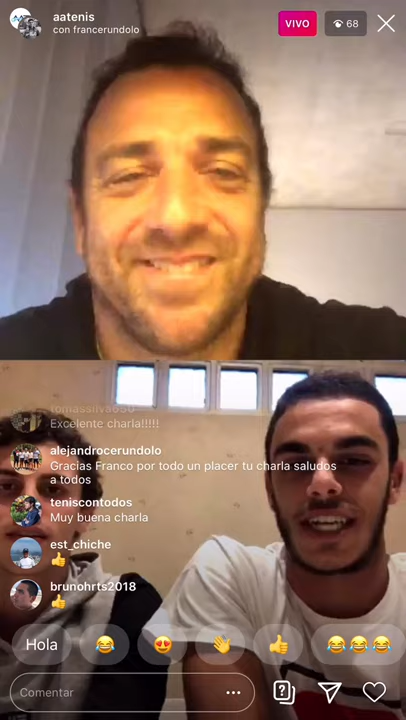 aatenis
con francerundolo
VIVO
68
tomassilva650
Excelente charla!!!!!
alejandrocerundolo
Gracias Franco por todo un placer tu charla saludos
a todos
teniscontodos
Muy buena charla
est_chiche
👍
brunohrts2018
👍
Hola 😂 😍 👋 👍 😂😂😂
Comentar